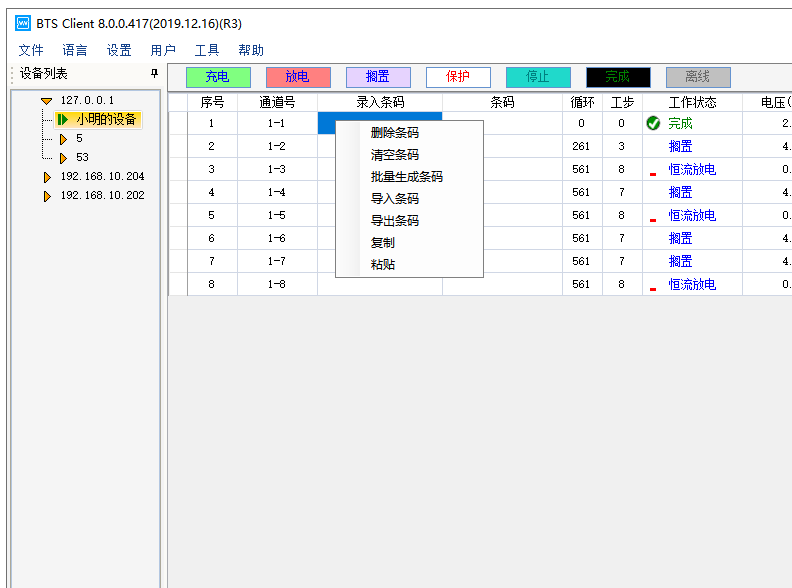 BTS Client 8.0.0.417(2019.12.16)(R3)
文件 语言 设置 用户 工具 帮助
设备列表
127.0.0.1
小明的设备
5
53
192.168.10.204
192.168.10.202
充电 放电 搁置 保护 停止 完成 离线
序号 通道号 录入条码 条码 循环 工步 工作状态 电压(
1 1-1 0 0 完成 2.
2 1-2 261 3 搁置 4.
3 1-3 561 8 恒流放电 0.
4 1-4 561 7 搁置 4.
5 1-5 561 8 恒流放电 0.
6 1-6 561 7 搁置 4.
7 1-7 561 7 搁置 4.
8 1-8 561 8 恒流放电 0.
删除条码
清空条码
批量生成条码
导入条码
导出条码
复制
粘贴